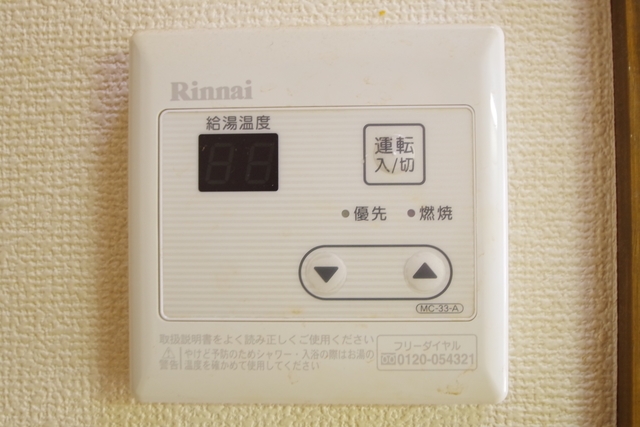 Rinnai
給湯温度
運転
入/切
優先
燃焼
▼
▲
MC-33-A
取扱説明書をよく読み正しくご使用ください
警告
やけど予防のためシャワー・入浴の際はお湯の
温度を確かめて使用してください
フリーダイヤル
0120-054321